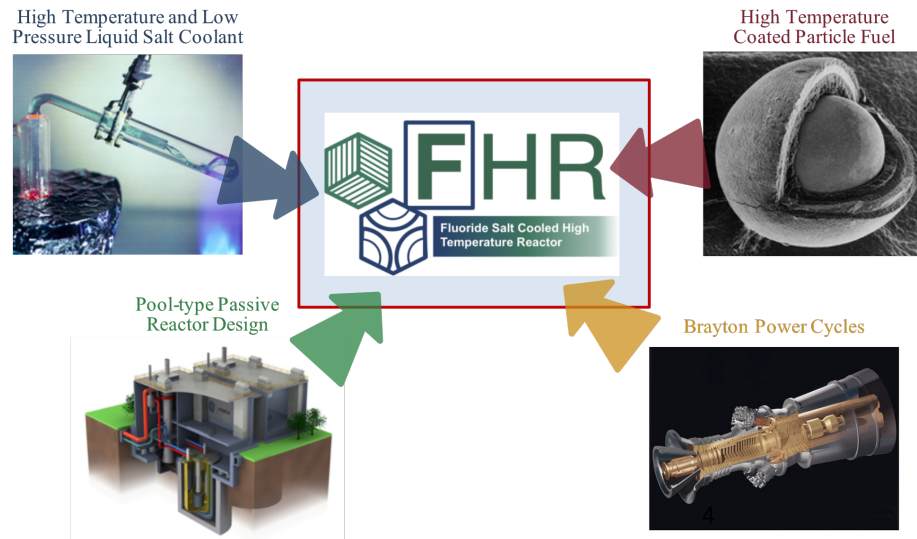 High Temperature and Low
Pressure Liquid Salt Coolant
High Temperature
Coated Particle Fuel
FHR
Fluoride Salt Cooled High
Temperature Reactor
Pool-type Passive
Reactor Design
Brayton Power Cycles
4